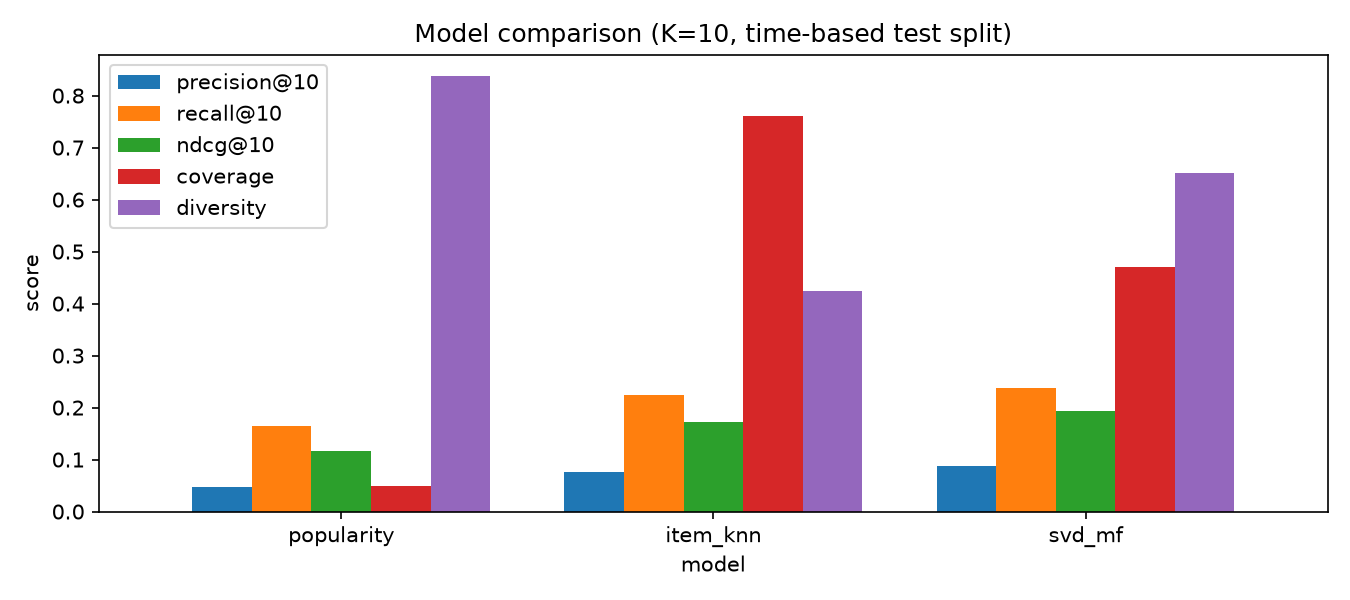 Model comparison (K=10, time-based test split)
precision@10
recall@10
ndcg@10
coverage
diversity
score
0.8
0.7
0.6
0.5
0.4
0.3
0.2
0.1
0.0
popularity
item_knn
svd_mf
model